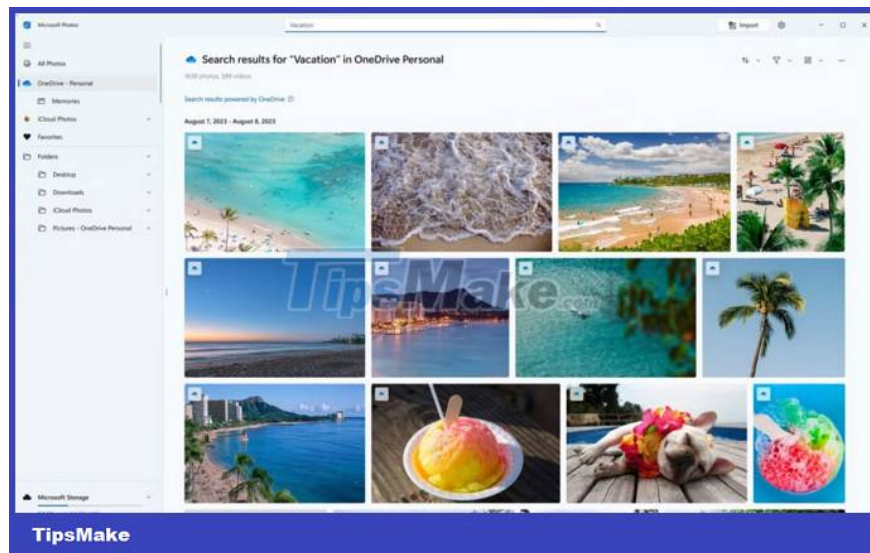 Microsoft Photos
Vacation
Import
All Photos
OneDrive - Personal
Memories
iCloud Photos
Favorites
Folders
Desktop
Downloads
iCloud Photos
Pictures - OneDrive Personal
Microsoft Storage
Search results for "Vacation" in OneDrive Personal
Search results powered by OneDrive
August 7, 2023 - August 8, 2023
TipsMake.com
TipsMake